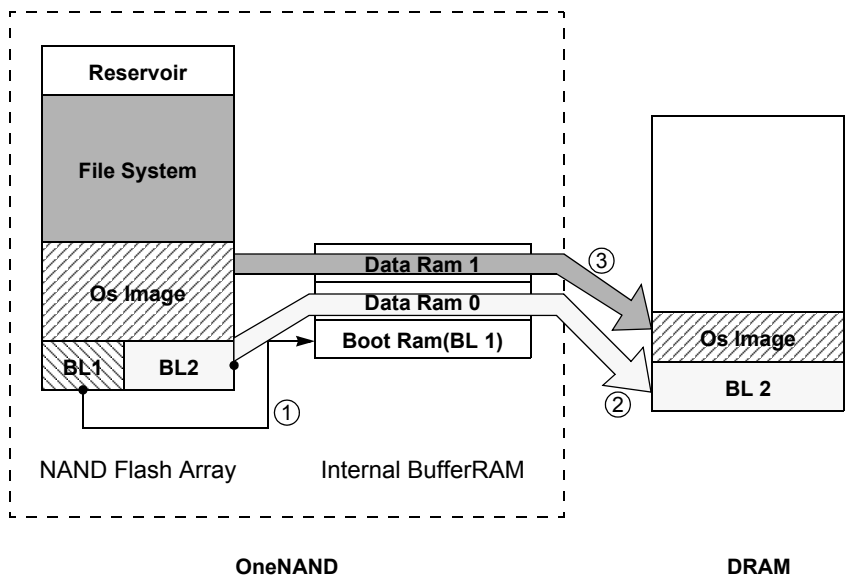 Reservoir
File System
Data Ram 1
③
Os Image
Data Ram 0
Boot Ram(BL 1)
Os Image
BL1
BL2
BL 2
①
②
NAND Flash Array
Internal BufferRAM
OneNAND
DRAM